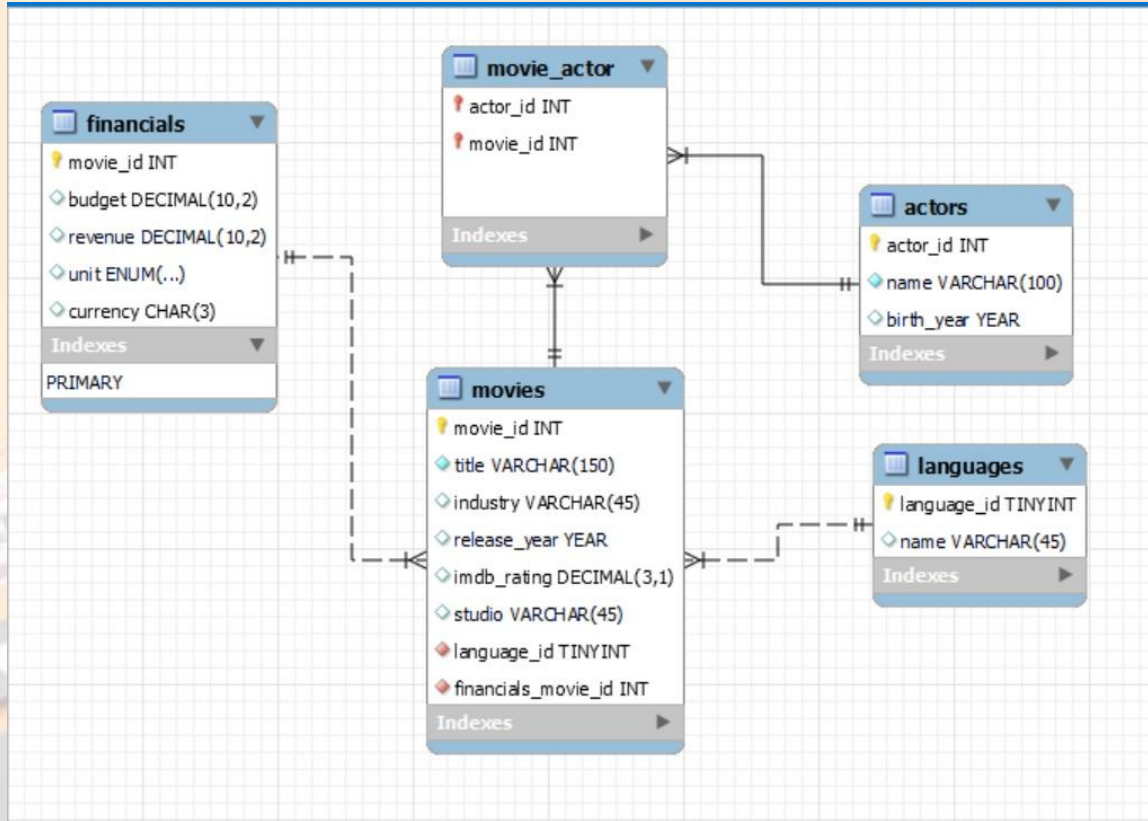 financials
movie_id INT
budget DECIMAL(10,2)
revenue DECIMAL(10,2)
unit ENUM(...)
currency CHAR(3)
Indexes
PRIMARY
movie_actor
actor_id INT
movie_id INT
Indexes
actors
actor_id INT
name VARCHAR(100)
birth_year YEAR
Indexes
movies
movie_id INT
title VARCHAR(150)
industry VARCHAR(45)
release_year YEAR
imdb_rating DECIMAL(3,1)
studio VARCHAR(45)
language_id TINYINT
financials_movie_id INT
Indexes
languages
language_id TINYINT
name VARCHAR(45)
Indexes